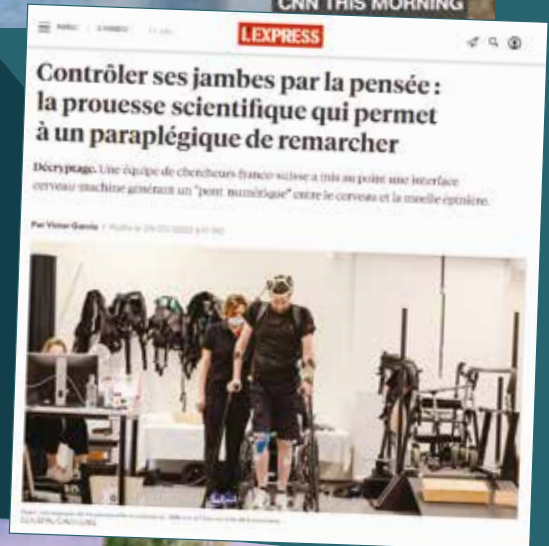 CNN THIS MORNING
L'EXPRESS
Contrôler ses jambes par la pensée :
la prouesse scientifique qui permet
à un paraplégique de remarcher
Décryptage. Une équipe de chercheurs franco-suisse a mis au point une interface
cerveau-machine générant un "pont numérique" entre le cerveau et la moelle épinière.
Par Victor Garcia